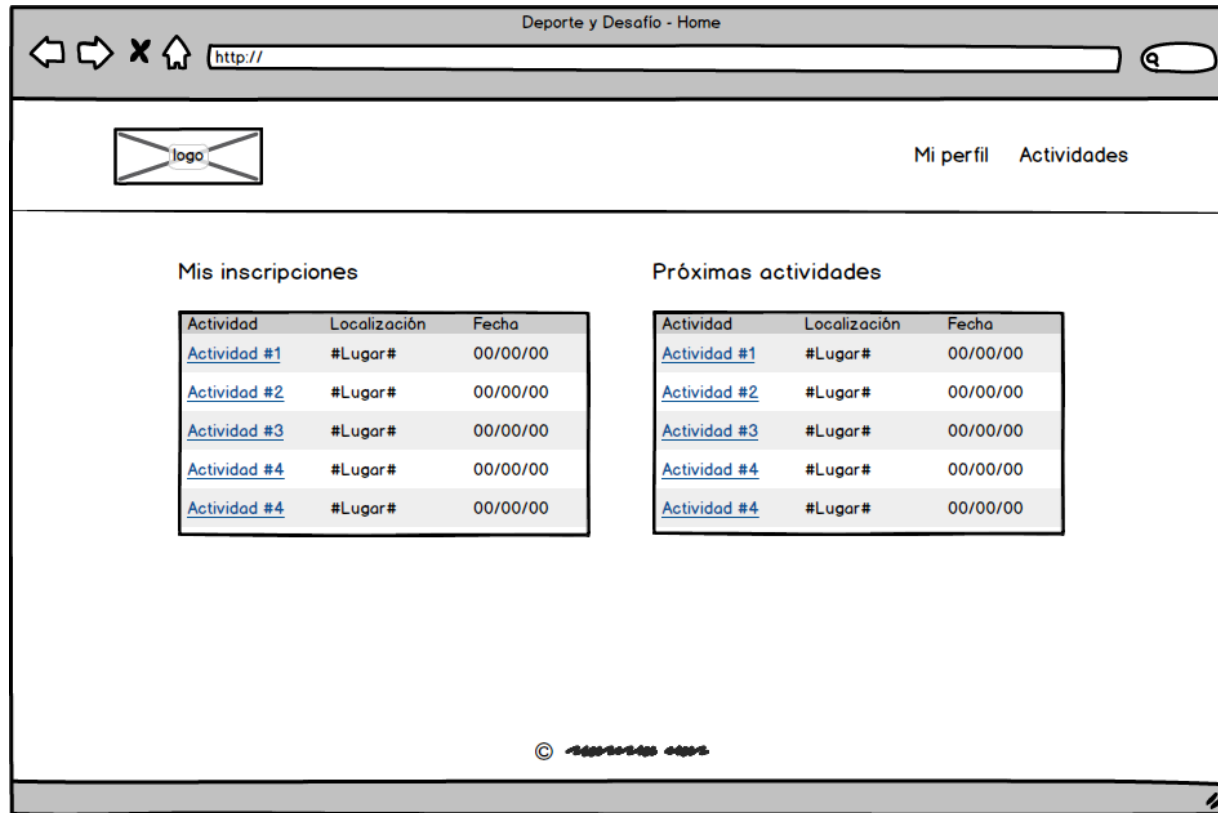 Deporte y Desafío - Home
http://
logo
Mi perfil Actividades
Mis inscripciones
Actividad Localización Fecha
Actividad #1 #Lugar# 00/00/00
Actividad #2 #Lugar# 00/00/00
Actividad #3 #Lugar# 00/00/00
Actividad #4 #Lugar# 00/00/00
Actividad #4 #Lugar# 00/00/00
Próximas actividades
Actividad Localización Fecha
Actividad #1 #Lugar# 00/00/00
Actividad #2 #Lugar# 00/00/00
Actividad #3 #Lugar# 00/00/00
Actividad #4 #Lugar# 00/00/00
Actividad #4 #Lugar# 00/00/00
©